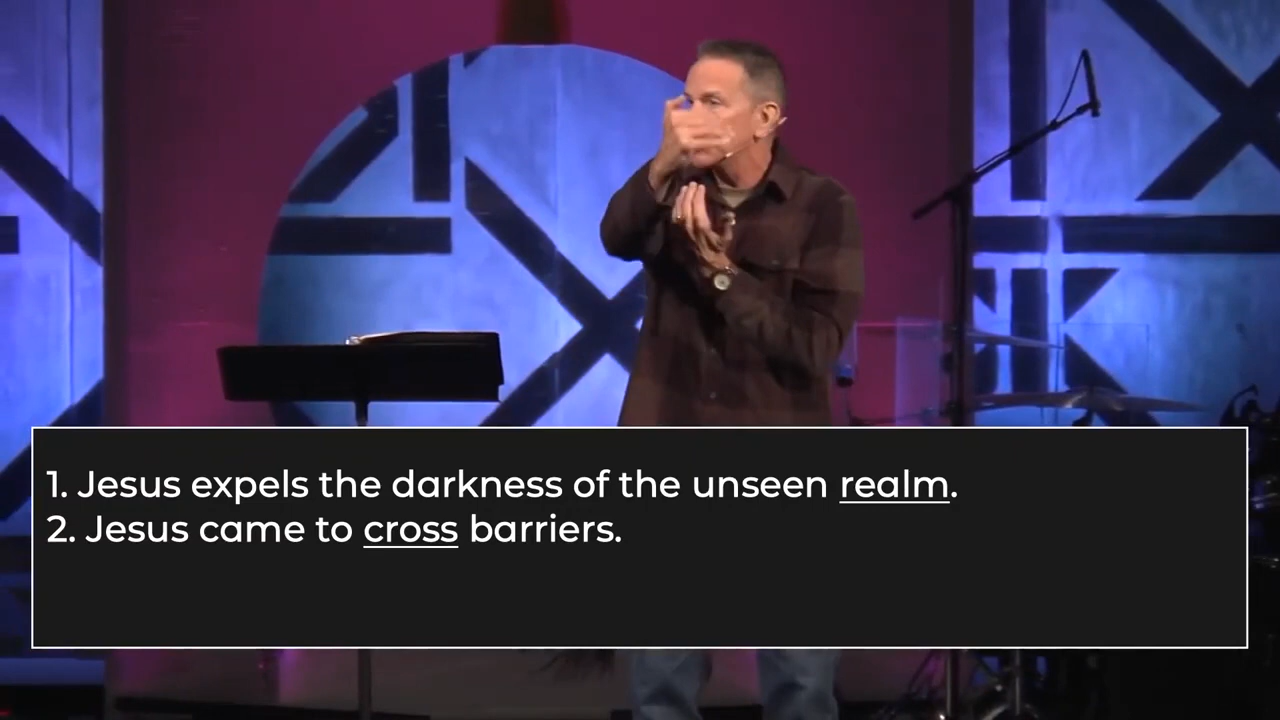 1. Jesus expels the darkness of the unseen realm.
2. Jesus came to cross barriers.